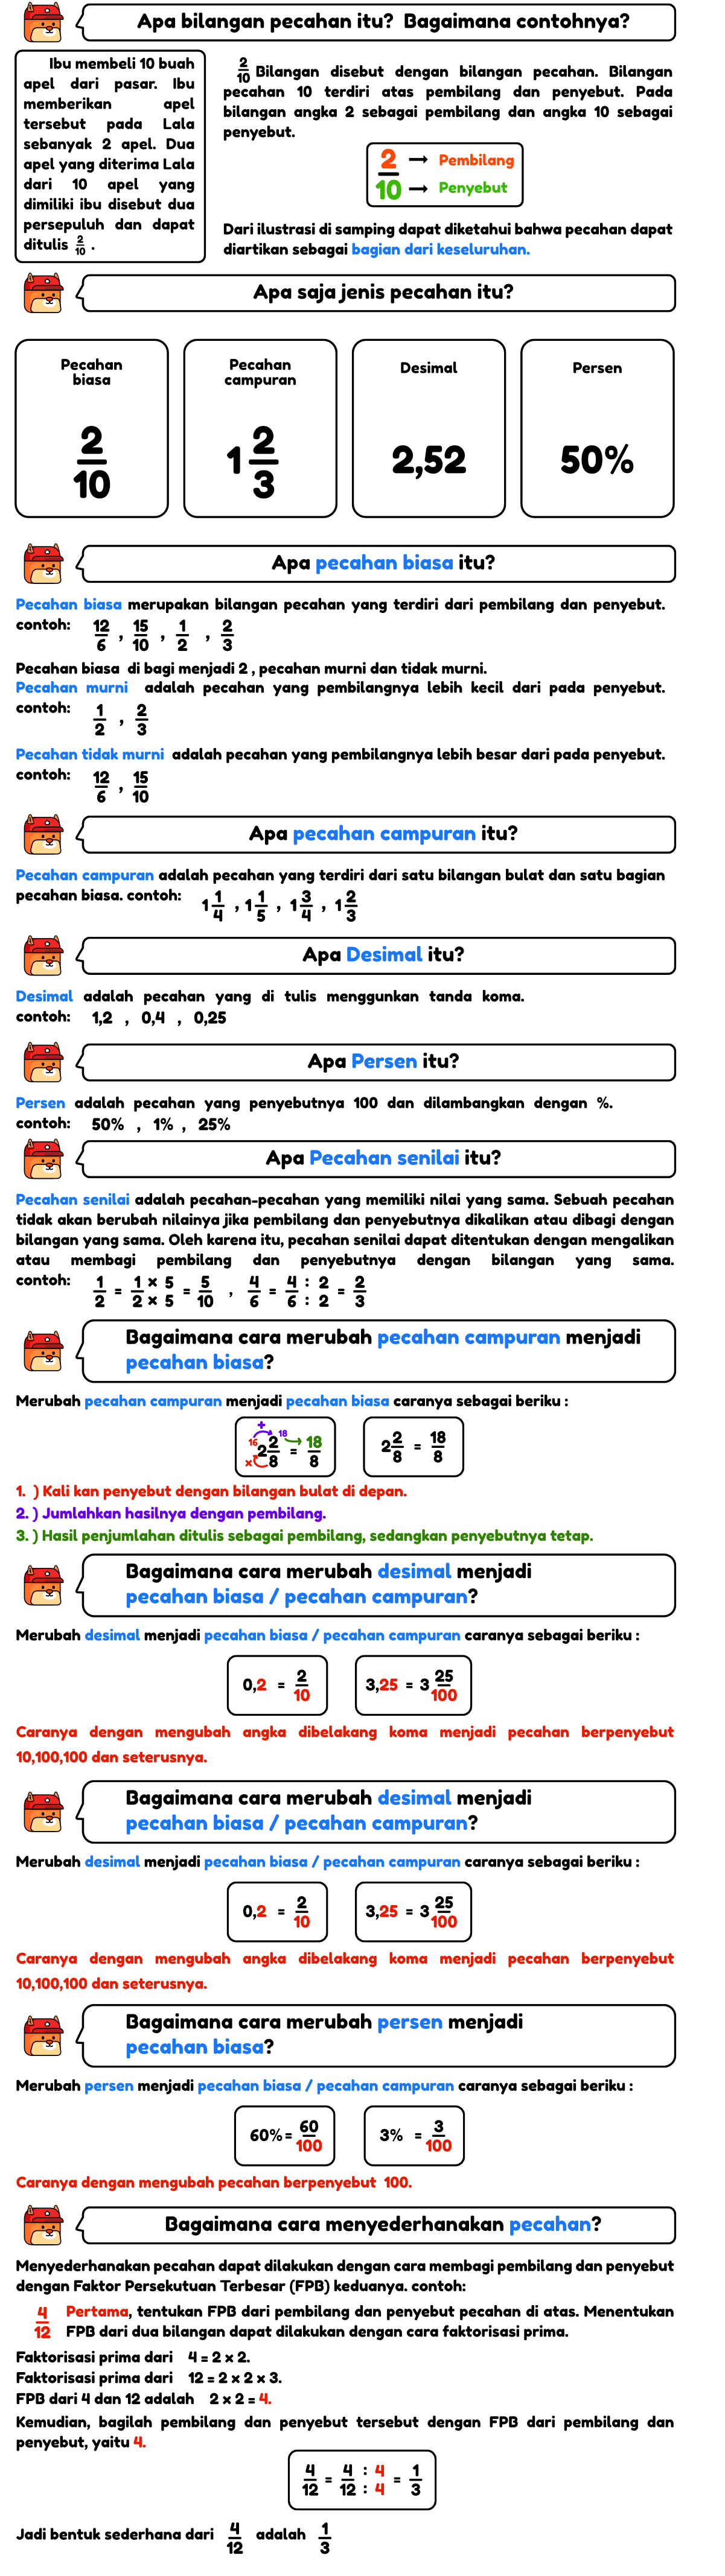 Apa bilangan pecahan itu? Bagaimana contohnya?
Ibu membeli 10 buah
apel dari pasar. Ibu
memberikan apel
tersebut pada Lala
sebanyak 2 apel. Dua
apel yang diterima Lala
dari 10 apel yang
dimiliki ibu disebut dua
persepuluh dan dapat
ditulis 2/10 .
2/10 Bilangan disebut dengan bilangan pecahan. Bilangan
pecahan 10 terdiri atas pembilang dan penyebut. Pada
bilangan angka 2 sebagai pembilang dan angka 10 sebagai
penyebut.
2 → Pembilang
10 → Penyebut
Dari ilustrasi di samping dapat diketahui bahwa pecahan dapat
diartikan sebagai bagian dari keseluruhan.
Apa saja jenis pecahan itu?
Pecahan
biasa
2/10
Pecahan
campuran
1 2/3
Desimal
2,52
Persen
50%
Apa pecahan biasa itu?
Pecahan biasa merupakan bilangan pecahan yang terdiri dari pembilang dan penyebut.
contoh: 12/6 , 15/10 , 1/2 , 2/3
Pecahan biasa di bagi menjadi 2 , pecahan murni dan tidak murni.
Pecahan murni adalah pecahan yang pembilangnya lebih kecil dari pada penyebut.
contoh: 1/2 , 2/3
Pecahan tidak murni adalah pecahan yang pembilangnya lebih besar dari pada penyebut.
contoh: 12/6 , 15/10
Apa pecahan campuran itu?
Pecahan campuran adalah pecahan yang terdiri dari satu bilangan bulat dan satu bagian
pecahan biasa. contoh: 1 1/4 , 1 1/5 , 1 3/4 , 1 2/3
Apa Desimal itu?
Desimal adalah pecahan yang di tulis menggunkan tanda koma.
contoh: 1,2 , 0,4 , 0,25
Apa Persen itu?
Persen adalah pecahan yang penyebutnya 100 dan dilambangkan dengan %.
contoh: 50% , 1% , 25%
Apa Pecahan senilai itu?
Pecahan senilai adalah pecahan-pecahan yang memiliki nilai yang sama. Sebuah pecahan
tidak akan berubah nilainya jika pembilang dan penyebutnya dikalikan atau dibagi dengan
bilangan yang sama. Oleh karena itu, pecahan senilai dapat ditentukan dengan mengalikan
atau membagi pembilang dan penyebutnya dengan bilangan yang sama.
contoh: 1/2 = 1 × 5 / 2 × 5 = 5/10 , 4/6 = 4 : 2 / 6 : 2 = 2/3
Bagaimana cara merubah pecahan campuran menjadi
pecahan biasa?
Merubah pecahan campuran menjadi pecahan biasa caranya sebagai beriku :
+ 16 18 × 2 2/8 = 18/8
2 2/8 = 18/8
1. ) Kali kan penyebut dengan bilangan bulat di depan.
2. ) Jumlahkan hasilnya dengan pembilang.
3. ) Hasil penjumlahan ditulis sebagai pembilang, sedangkan penyebutnya tetap.
Bagaimana cara merubah desimal menjadi
pecahan biasa / pecahan campuran?
Merubah desimal menjadi pecahan biasa / pecahan campuran caranya sebagai beriku :
0,2 = 2/10
3,25 = 3 25/100
Caranya dengan mengubah angka dibelakang koma menjadi pecahan berpenyebut
10,100,100 dan seterusnya.
Bagaimana cara merubah desimal menjadi
pecahan biasa / pecahan campuran?
Merubah desimal menjadi pecahan biasa / pecahan campuran caranya sebagai beriku :
0,2 = 2/10
3,25 = 3 25/100
Caranya dengan mengubah angka dibelakang koma menjadi pecahan berpenyebut
10,100,100 dan seterusnya.
Bagaimana cara merubah persen menjadi
pecahan biasa?
Merubah persen menjadi pecahan biasa / pecahan campuran caranya sebagai beriku :
60% = 60/100
3% = 3/100
Caranya dengan mengubah pecahan berpenyebut 100.
Bagaimana cara menyederhanakan pecahan?
Menyederhanakan pecahan dapat dilakukan dengan cara membagi pembilang dan penyebut
dengan Faktor Persekutuan Terbesar (FPB) keduanya. contoh:
4/12 Pertama, tentukan FPB dari pembilang dan penyebut pecahan di atas. Menentukan
FPB dari dua bilangan dapat dilakukan dengan cara faktorisasi prima.
Faktorisasi prima dari 4 = 2 × 2.
Faktorisasi prima dari 12 = 2 × 2 × 3.
FPB dari 4 dan 12 adalah 2 × 2 = 4.
Kemudian, bagilah pembilang dan penyebut tersebut dengan FPB dari pembilang dan
penyebut, yaitu 4.
4/12 = 4 : 4 / 12 : 4 = 1/3
Jadi bentuk sederhana dari 4/12 adalah 1/3